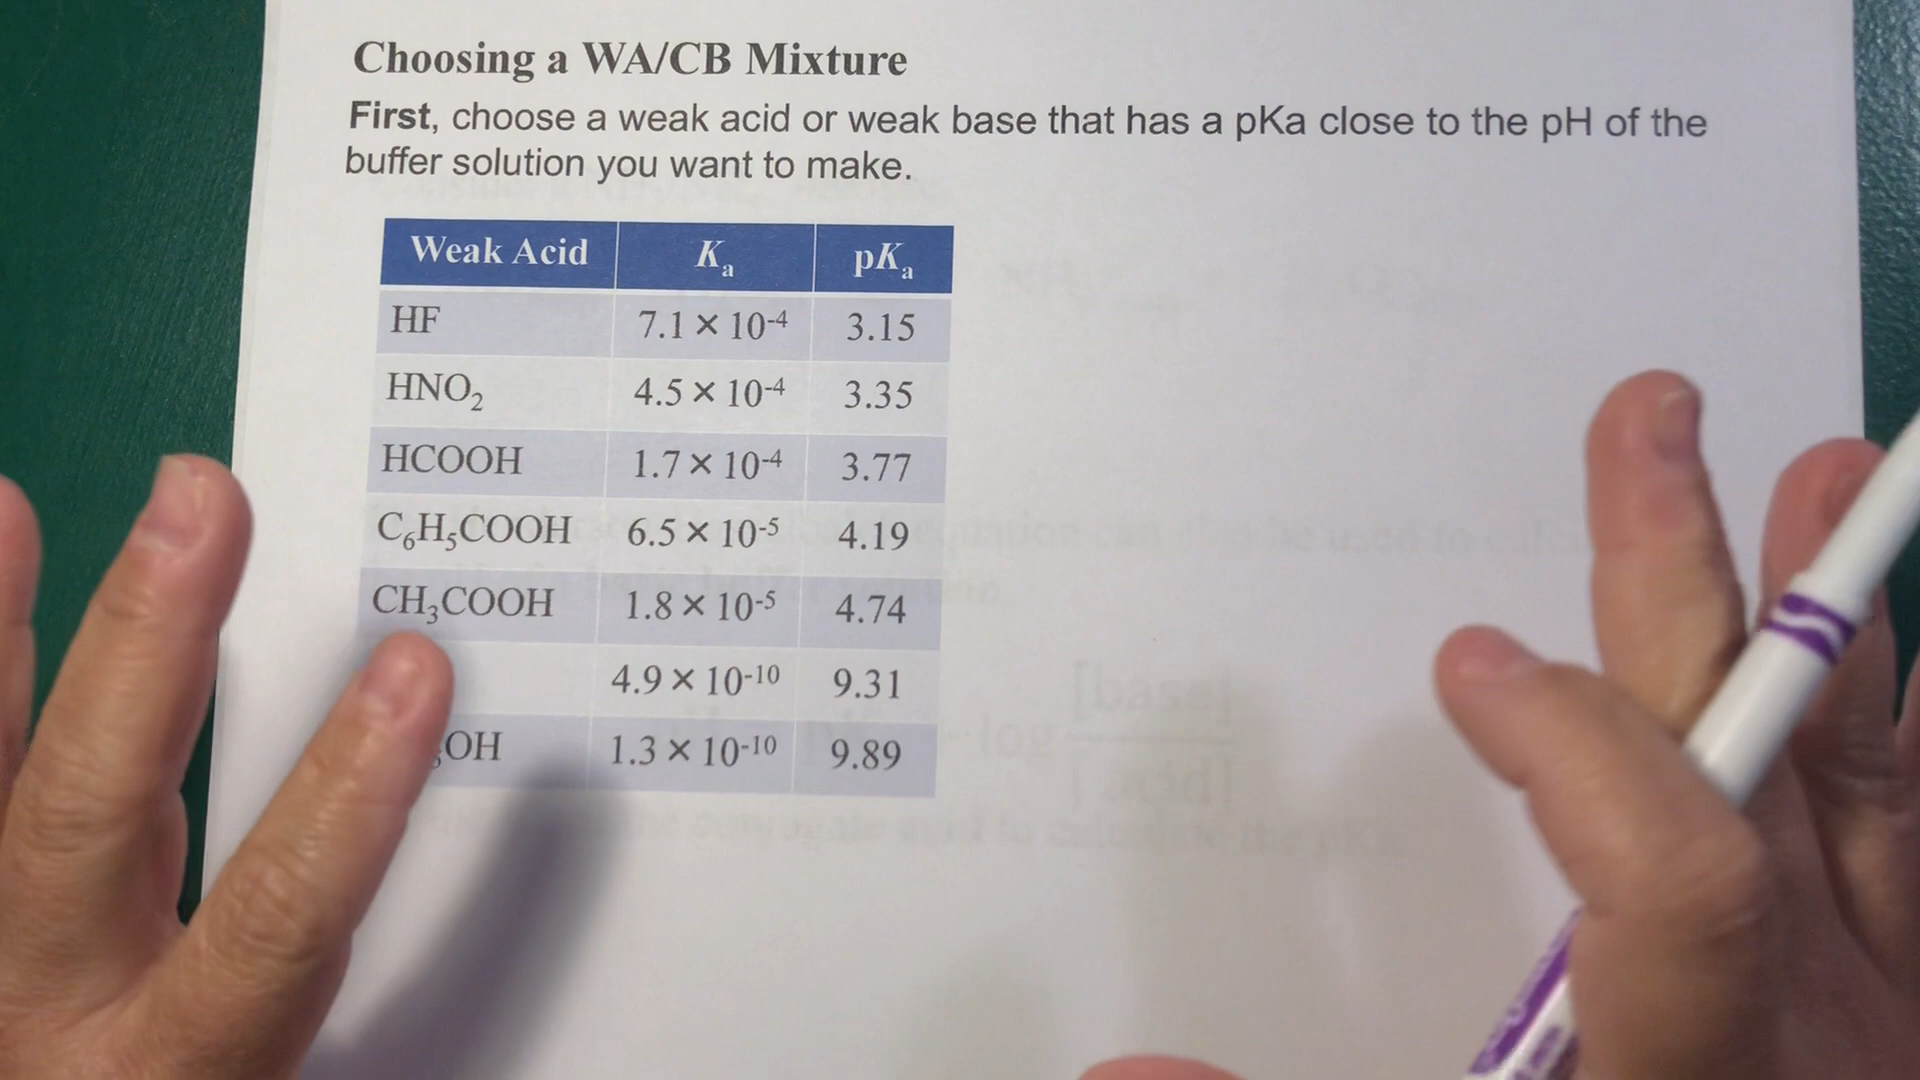 Choosing a WA/CB Mixture
First, choose a weak acid or weak base that has a pKa close to the pH of the
buffer solution you want to make.
Weak Acid Ka pKa
HF 7.1 × 10-4 3.15
HNO2 4.5 × 10-4 3.35
HCOOH 1.7 × 10-4 3.77
C6H5COOH 6.5 × 10-5 4.19
CH3COOH 1.8 × 10-5 4.74
4.9 × 10-10 9.31
5OH 1.3 × 10-10 9.89